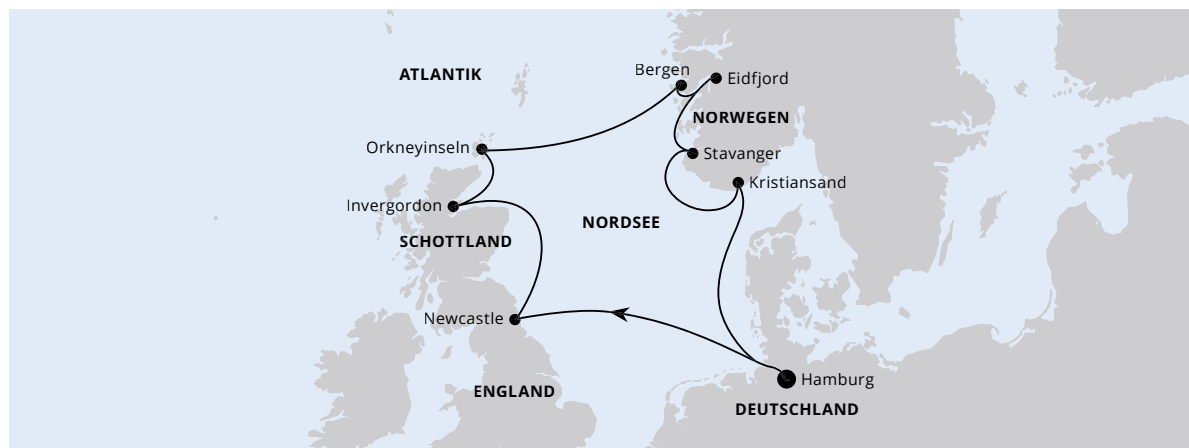 Bergen
ATLANTIK
Eidfjord
NORWEGEN
Orkneyinseln
Stavanger
Kristiansand
Invergordon
NORDSEE
SCHOTTLAND
Newcastle
Hamburg
ENGLAND
DEUTSCHLAND